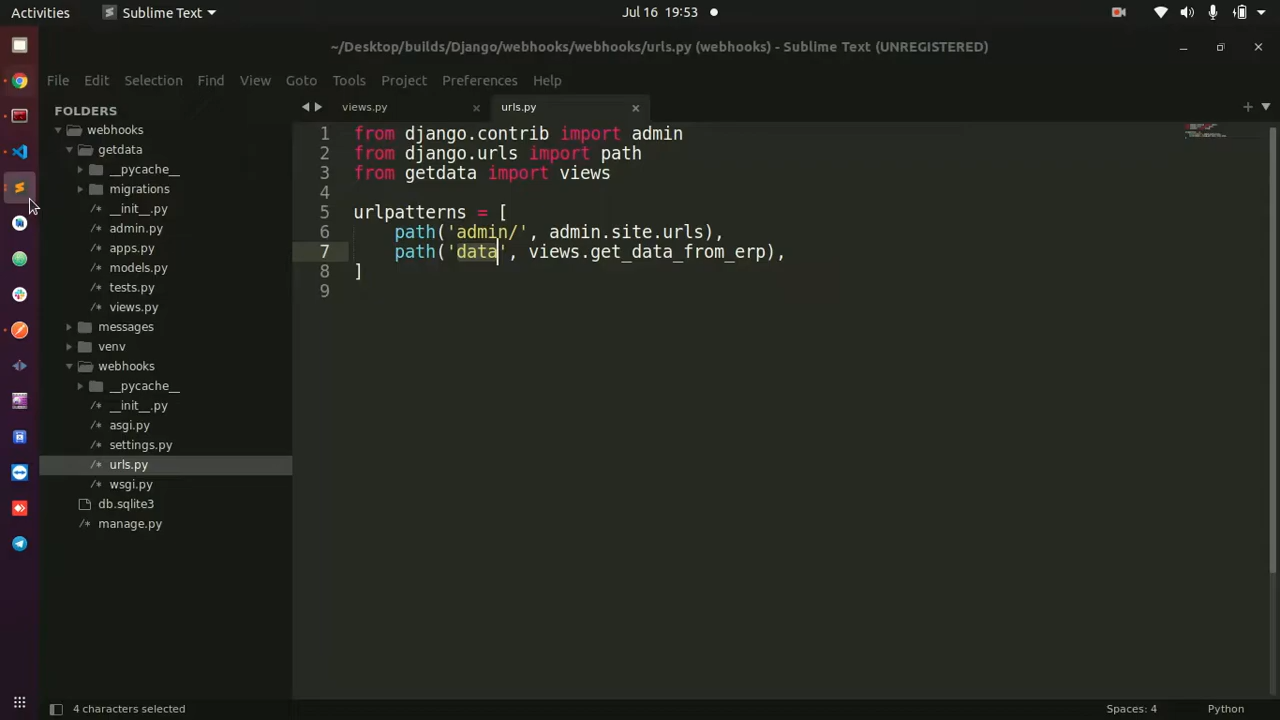 Activities Sublime Text Jul 16 19:53
~/Desktop/builds/Django/webhooks/webhooks/urls.py (webhooks) - Sublime Text (UNREGISTERED)
File Edit Selection Find View Goto Tools Project Preferences Help
FOLDERS
webhooks
getdata
__pycache__
migrations
/* __init__.py
/* admin.py
/* apps.py
/* models.py
/* tests.py
/* views.py
messages
venv
webhooks
__pycache__
/* __init__.py
/* asgi.py
/* settings.py
/* urls.py
/* wsgi.py
db.sqlite3
/* manage.py
views.py urls.py
1 from django.contrib import admin
2 from django.urls import path
3 from getdata import views
4
5 urlpatterns = [
6 path('admin/', admin.site.urls),
7 path('data', views.get_data_from_erp),
8 ]
9
4 characters selected Spaces: 4 Python